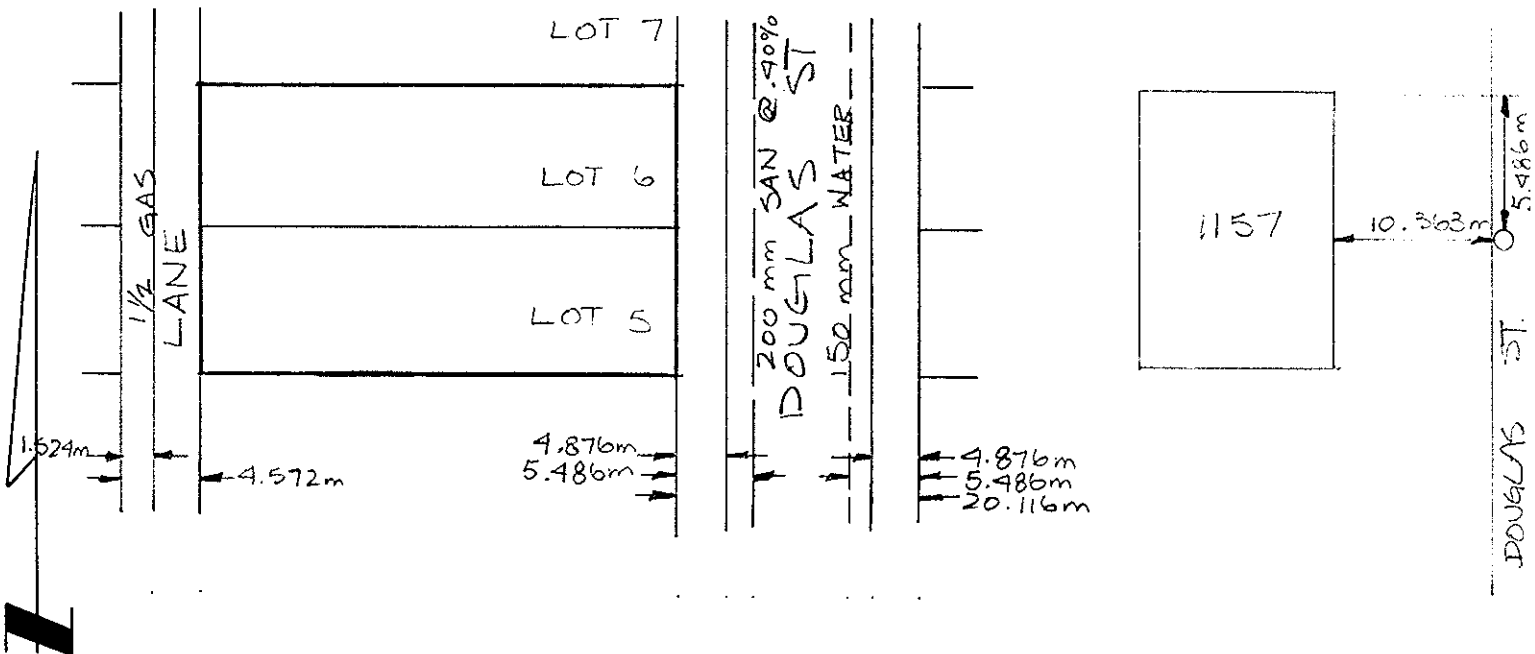 LOT 7
LOT 6
LOT 5
1½ GAS
LANE
200 mm SAN @ .40%
DOUGLAS ST
150 mm WATER
1157
10.363m
5.486m
DOUGLAS ST.
1.524m
4.572m
4.876m
5.486m
4.876m
5.486m
20.116m